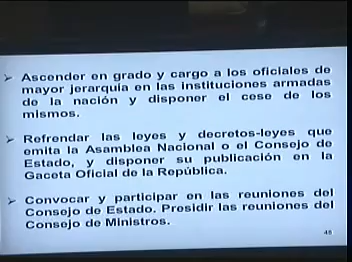 ➢ Ascender en grado y cargo a los oficiales de
mayor jerarquía en las instituciones armadas
de la nación y disponer el cese de los
mismos.
➢ Refrendar las leyes y decretos-leyes que
emita la Asamblea Nacional o el Consejo de
Estado, y disponer su publicación en la
Gaceta Oficial de la República.
➢ Convocar y participar en las reuniones del
Consejo de Estado. Presidir las reuniones del
Consejo de Ministros.